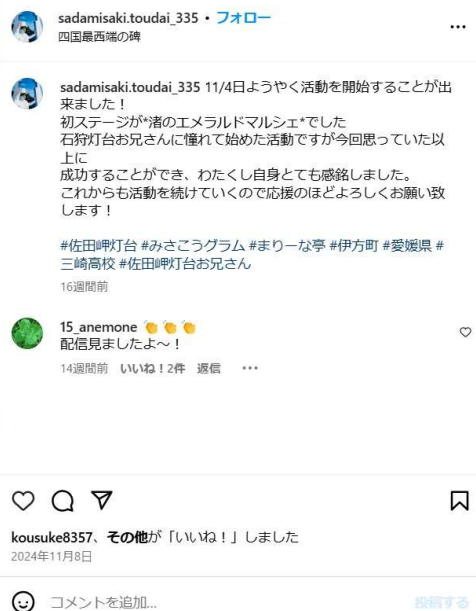 sadamisaki.toudai_335 • フォロー
四国最西端の碑
sadamisaki.toudai_335 11/4日ようやく活動を開始することが出
来ました！
初ステージが*渚のエメラルドマルシェ*でした
石狩灯台お兄さんに憧れて始めた活動ですが今回思っていた以
上に
成功することができ、わたくし自身とても感銘しました。
これからも活動を続けていくので応援のほどよろしくお願い致
します！
#佐田岬灯台 #みさこうグラム #まりーな亭 #伊方町 #愛媛県 #
三崎高校 #佐田岬灯台お兄さん
16週間前
15_anemone 👏👏👏
配信見ましたよ～！
14週間前 いいね！2件 返信
kousuke8357、その他が「いいね！」しました
2024年11月8日
コメントを追加...
投稿する